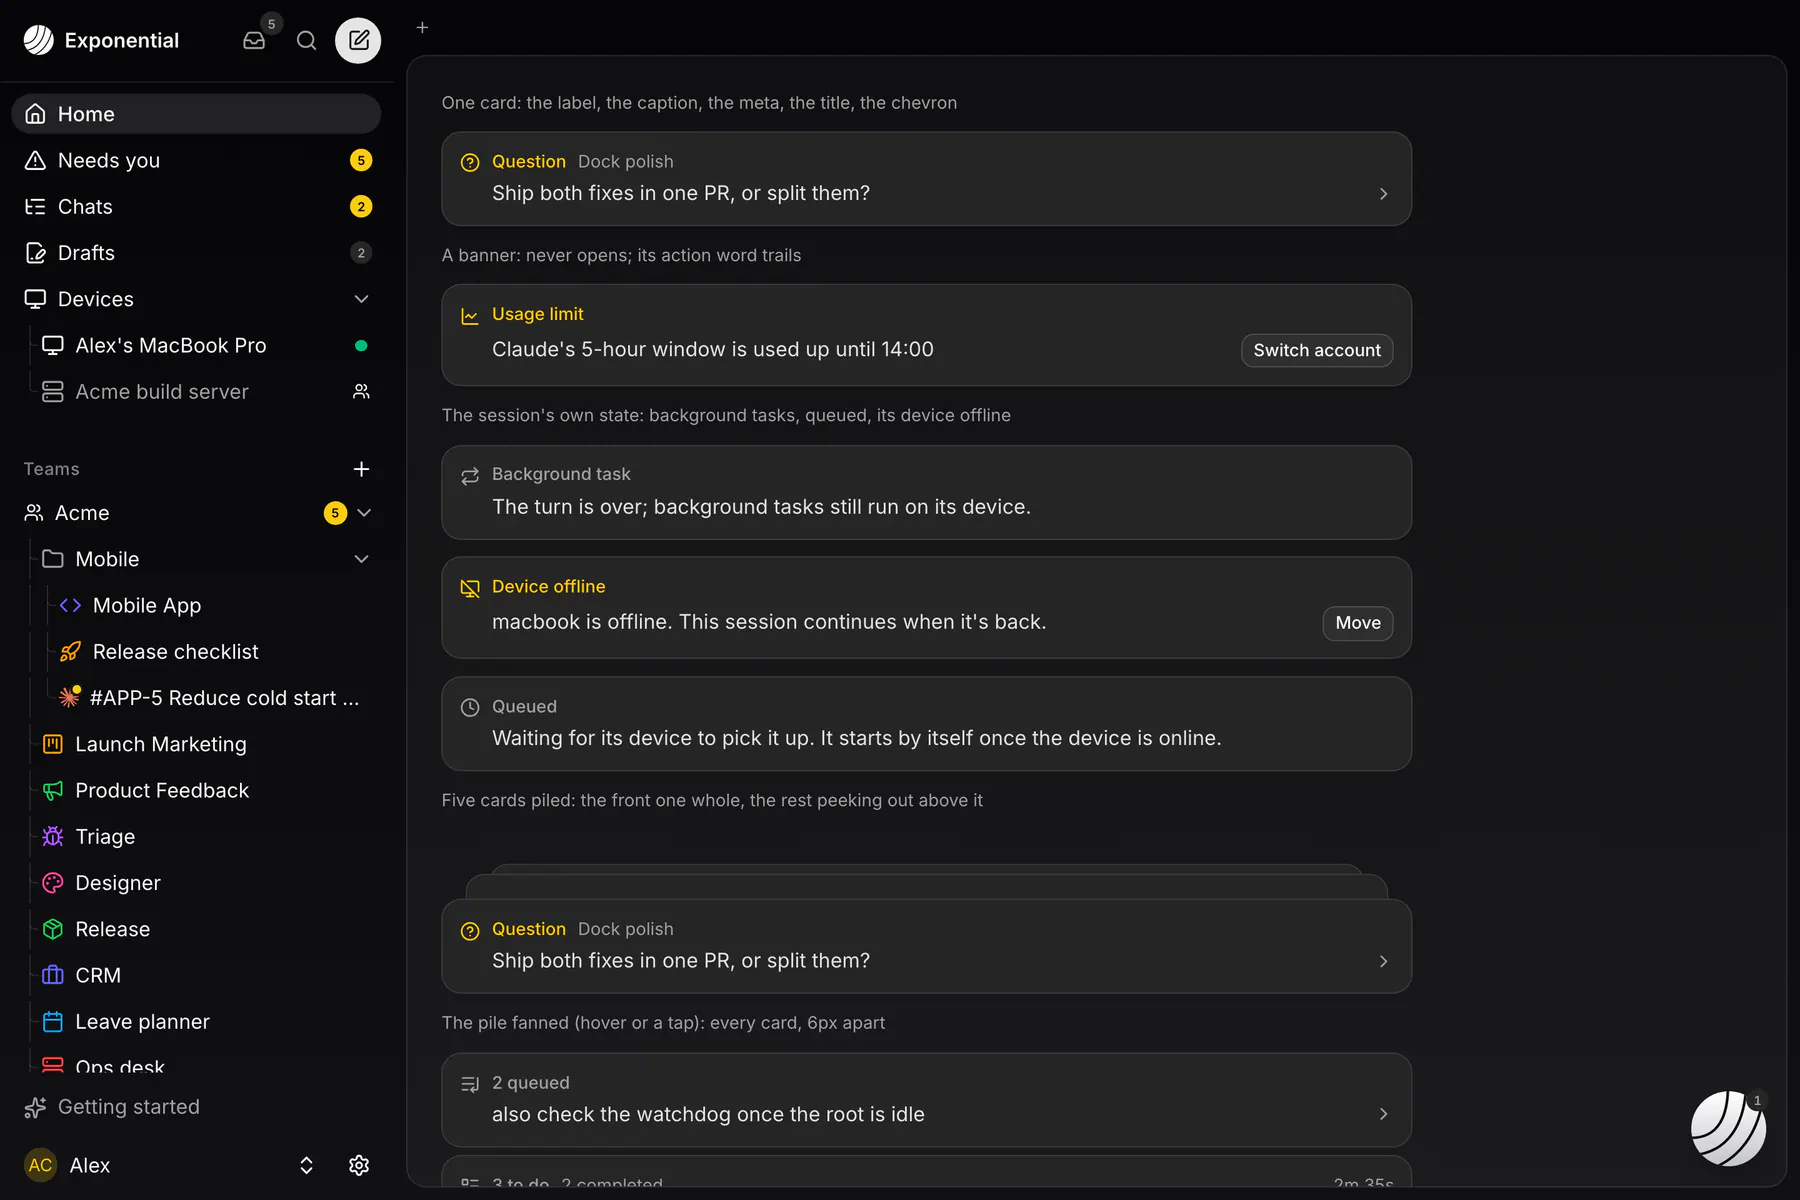 Exponential
5
Home
Needs you
5
Chats
2
Drafts
2
Devices
Alex's MacBook Pro
Acme build server
Teams
Acme
5
Mobile
Mobile App
Release checklist
#APP-5 Reduce cold start ...
Launch Marketing
Product Feedback
Triage
Designer
Release
CRM
Leave planner
Ops desk
Getting started
AC
Alex
One card: the label, the caption, the meta, the title, the chevron
Question Dock polish
Ship both fixes in one PR, or split them?
A banner: never opens; its action word trails
Usage limit
Claude's 5-hour window is used up until 14:00
Switch account
The session's own state: background tasks, queued, its device offline
Background task
The turn is over; background tasks still run on its device.
Device offline
macbook is offline. This session continues when it's back.
Move
Queued
Waiting for its device to pick it up. It starts by itself once the device is online.
Five cards piled: the front one whole, the rest peeking out above it
Question Dock polish
Ship both fixes in one PR, or split them?
The pile fanned (hover or a tap): every card, 6px apart
2 queued
also check the watchdog once the root is idle
3 to do 2 completed
2m 35s
1